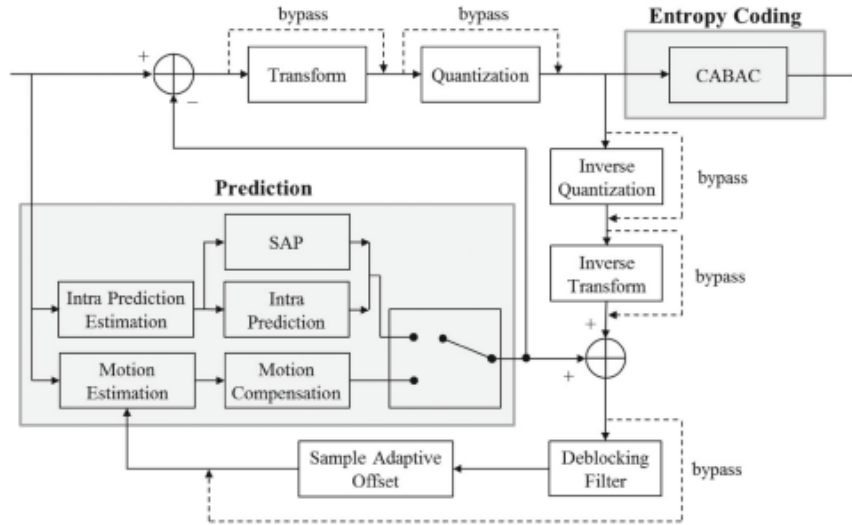 bypass
bypass
Entropy Coding
+
Transform
Quantization
CABAC
−
Inverse
Quantization
bypass
Prediction
SAP
Inverse
Transform
bypass
Intra Prediction
Estimation
Intra
Prediction
+
+
Motion
Estimation
Motion
Compensation
Sample Adaptive
Offset
Deblocking
Filter
bypass